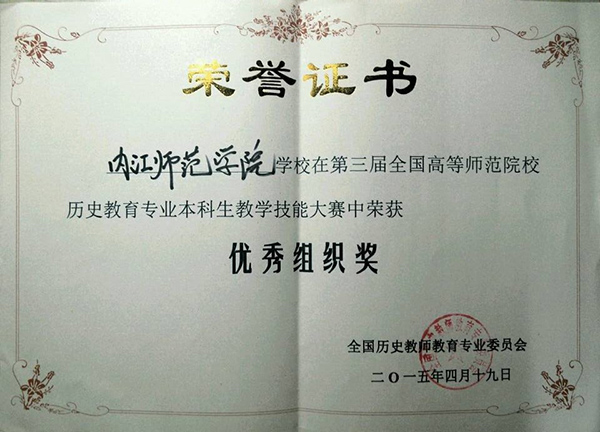 荣誉证书
内江师范学院学校在第三届全国高等师范院校
历史教育专业本科生教学技能大赛中荣获
优秀组织奖
全国历史教师教育专业委员会
二〇一五年四月十九日